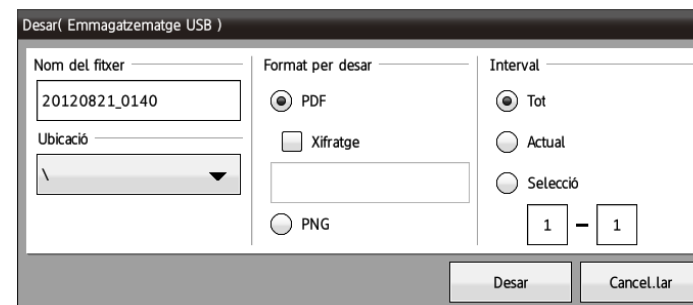 Desar( Emmagatzematge USB )
Nom del fitxer
20120821_0140
Ubicació
\
Format per desar
PDF
Xifratge
PNG
Interval
Tot
Actual
Selecció
1 – 1
Desar
Cancel.lar